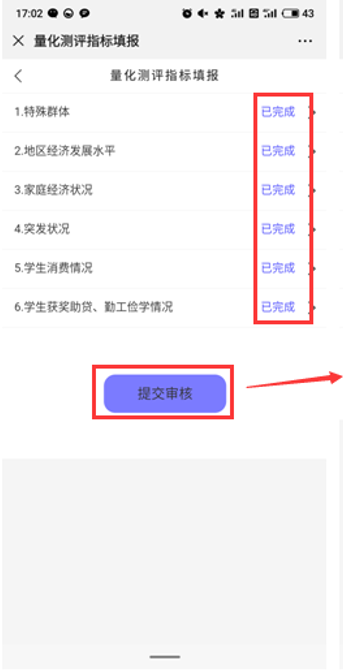 17:02 43
量化测评指标填报
量化测评指标填报
1.特殊群体 已完成
2.地区经济发展水平 已完成
3.家庭经济状况 已完成
4.突发状况 已完成
5.学生消费情况 已完成
6.学生获奖助贷、勤工俭学情况 已完成
提交审核